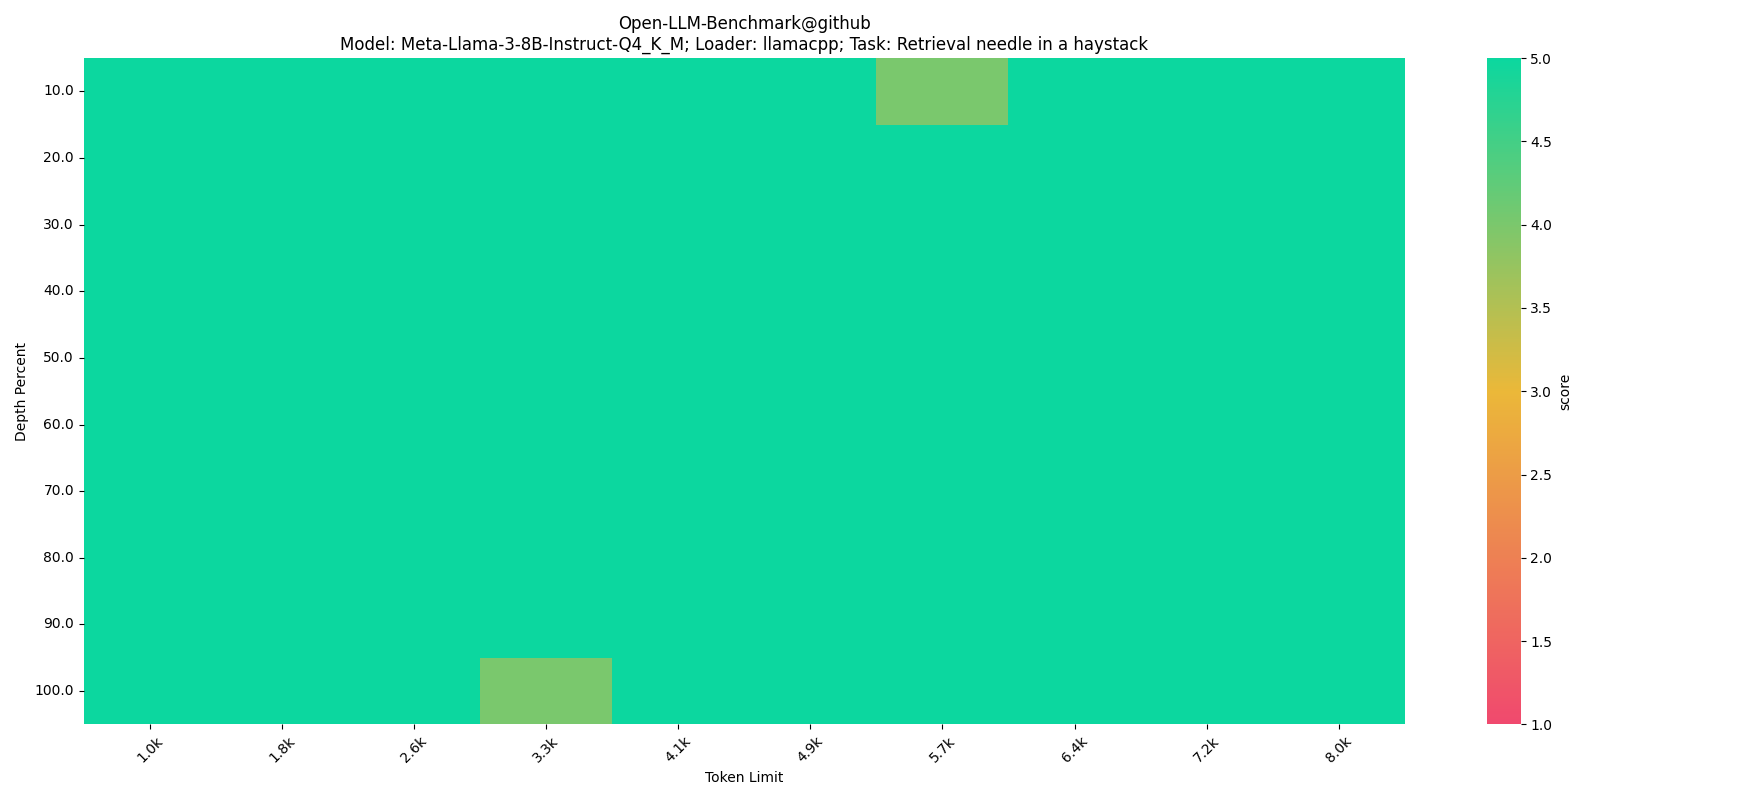 Open-LLM-Benchmark@github
Model: Meta-Llama-3-8B-Instruct-Q4_K_M; Loader: llamacpp; Task: Retrieval needle in a haystack
Depth Percent
10.0
20.0
30.0
40.0
50.0
60.0
70.0
80.0
90.0
100.0
1.0k
1.8k
2.6k
3.3k
4.1k
4.9k
5.7k
6.4k
7.2k
8.0k
Token Limit
5.0
4.5
4.0
3.5
3.0
2.5
2.0
1.5
1.0
score